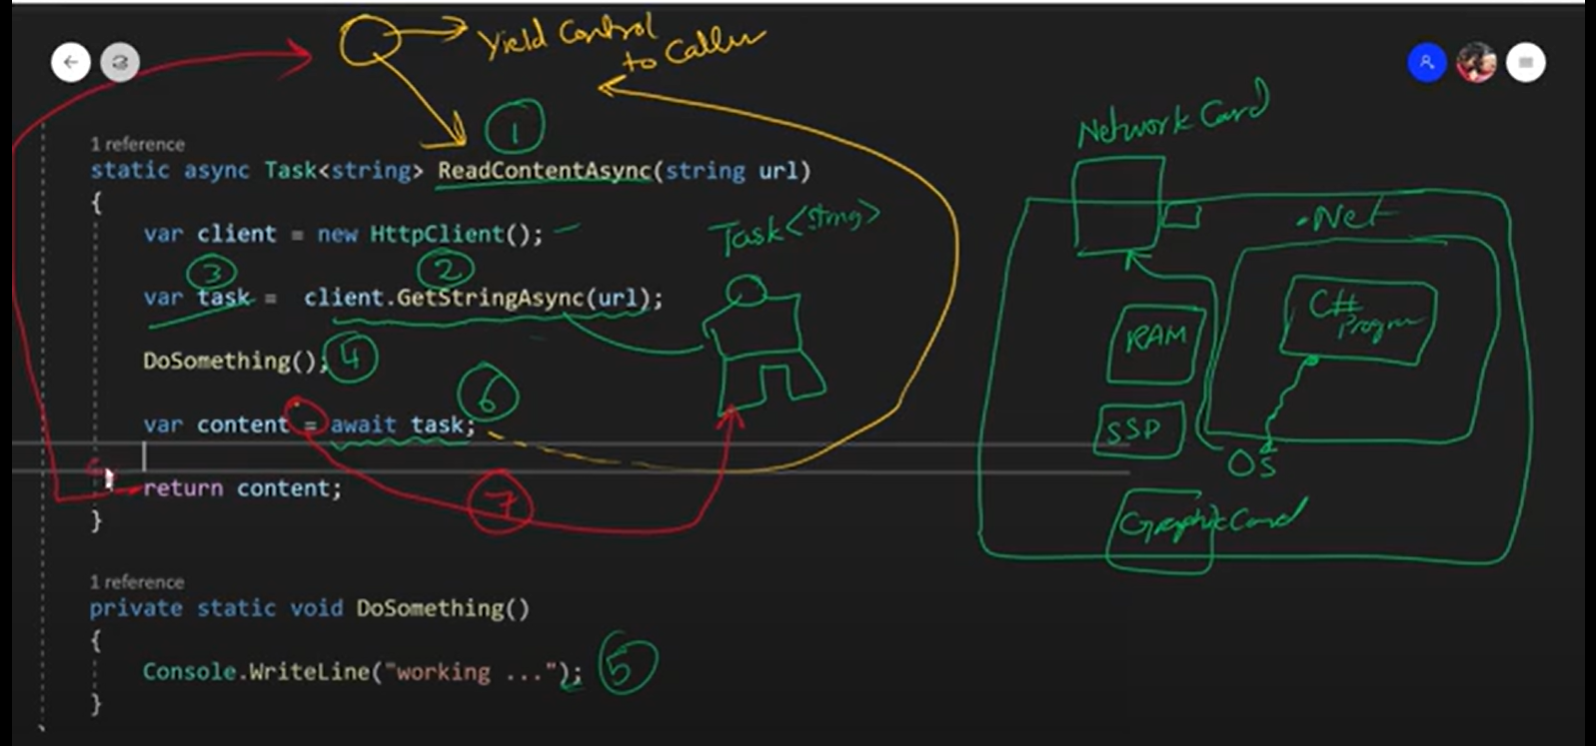 Yield Control
to Caller
1
Network Card
1 reference
static async Task<string> ReadContentAsync(string url)
{
var client = new HttpClient();
Task<string>
.Net
3
2
var task = client.GetStringAsync(url);
C#
Program
RAM
DoSomething();
4
6
var content = await task;
SSP
OS
return content;
7
GraphicCard
}
1 reference
private static void DoSomething()
{
Console.WriteLine("working ...");
5
}